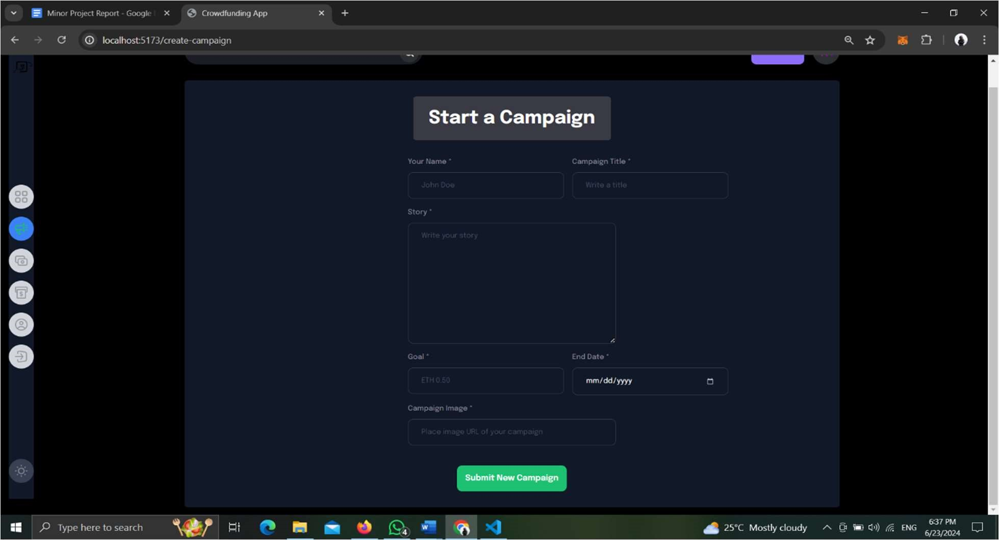 Minor Project Report - Google
Crowdfunding App
localhost:5173/create-campaign
Start a Campaign
Your Name *
Campaign Title *
John Doe
Write a title
Story *
Write your story
Goal *
End Date *
ETH 0.50
mm/dd/yyyy
Campaign Image *
Place image URL of your campaign
Submit New Campaign
Type here to search
4
25°C Mostly cloudy
ENG
6:37 PM
6/23/2024